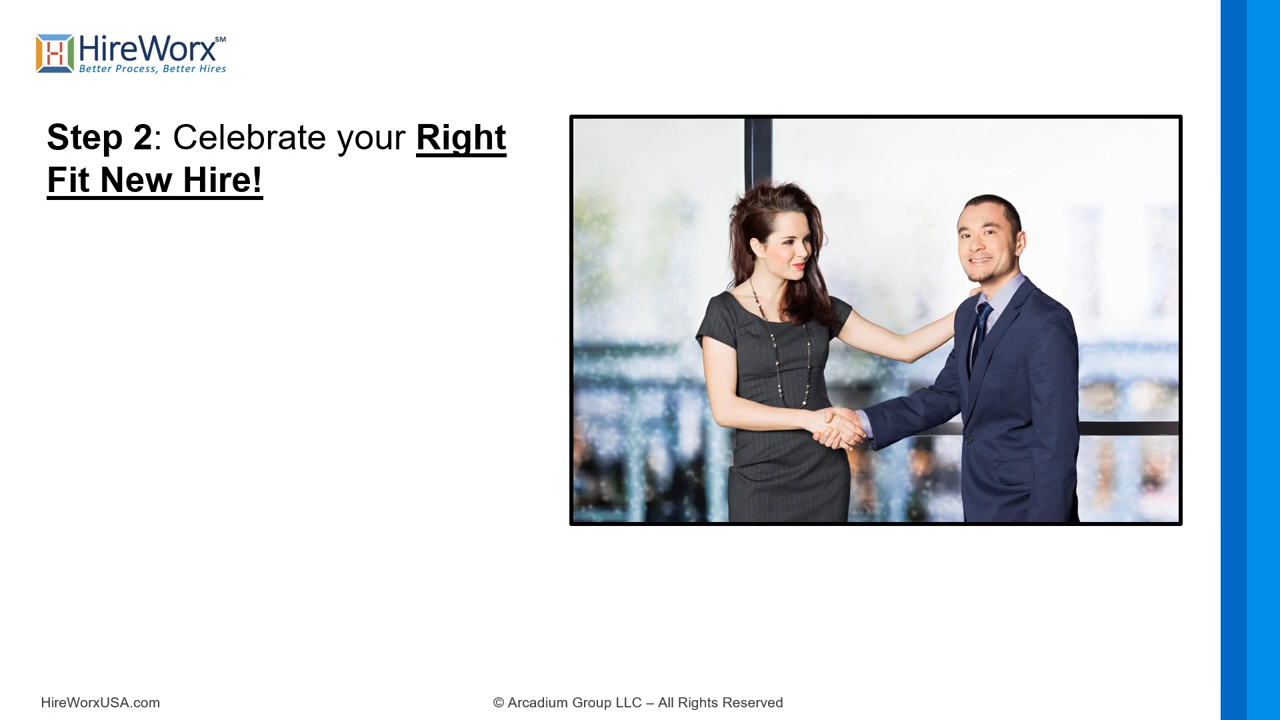 HireWorx℠
Better Process, Better Hires
Step 2: Celebrate your Right
Fit New Hire!
HireWorxUSA.com
© Arcadium Group LLC – All Rights Reserved